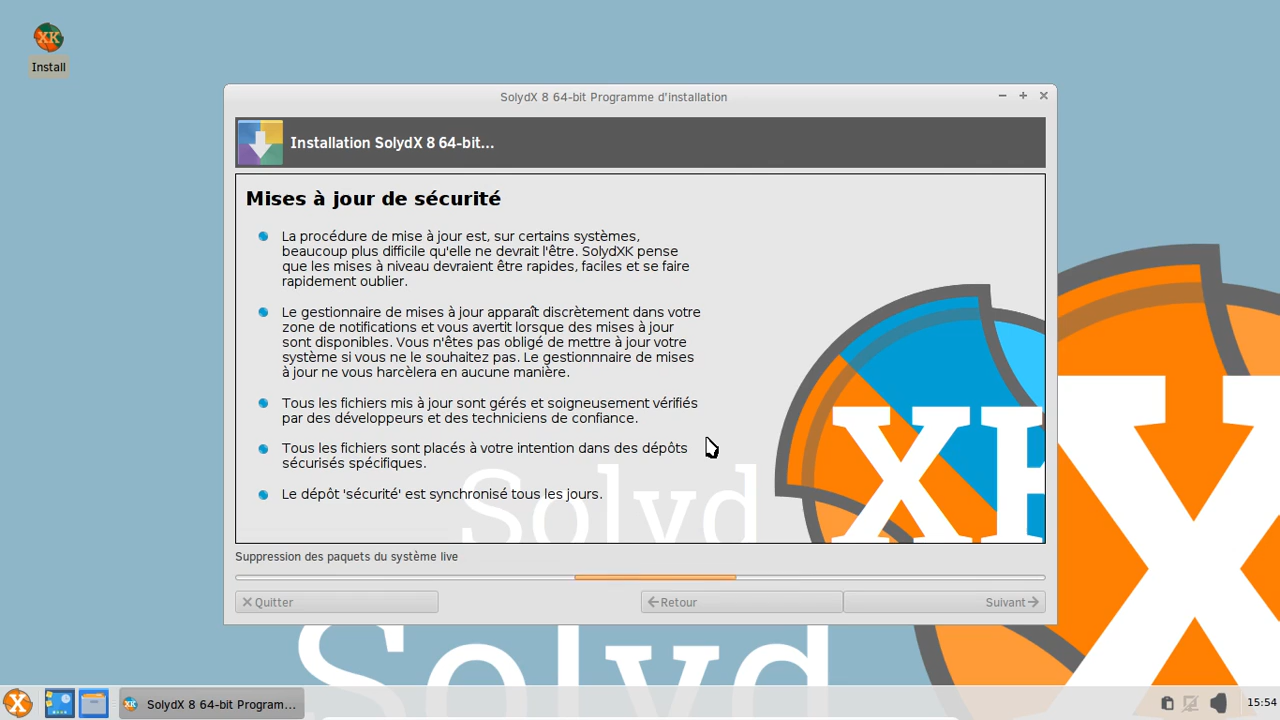 XK
Install
SolydX 8 64-bit Programme d'installation
Installation SolydX 8 64-bit...
Mises à jour de sécurité
La procédure de mise à jour est, sur certains systèmes,
beaucoup plus difficile qu'elle ne devrait l'être. SolydXK pense
que les mises à niveau devraient être rapides, faciles et se faire
rapidement oublier.
Le gestionnaire de mises à jour apparaît discrètement dans votre
zone de notifications et vous avertit lorsque des mises à jour
sont disponibles. Vous n'êtes pas obligé de mettre à jour votre
système si vous ne le souhaitez pas. Le gestionnnaire de mises
à jour ne vous harcèlera en aucune manière.
Tous les fichiers mis à jour sont gérés et soigneusement vérifiés
par des développeurs et des techniciens de confiance.
Tous les fichiers sont placés à votre intention dans des dépôts
sécurisés spécifiques.
Le dépôt 'sécurité' est synchronisé tous les jours.
XK
Solyd
X
Suppression des paquets du système live
Quitter
Retour
Suivant
Solyd
X
XK
SolydX 8 64-bit Program...
15:54